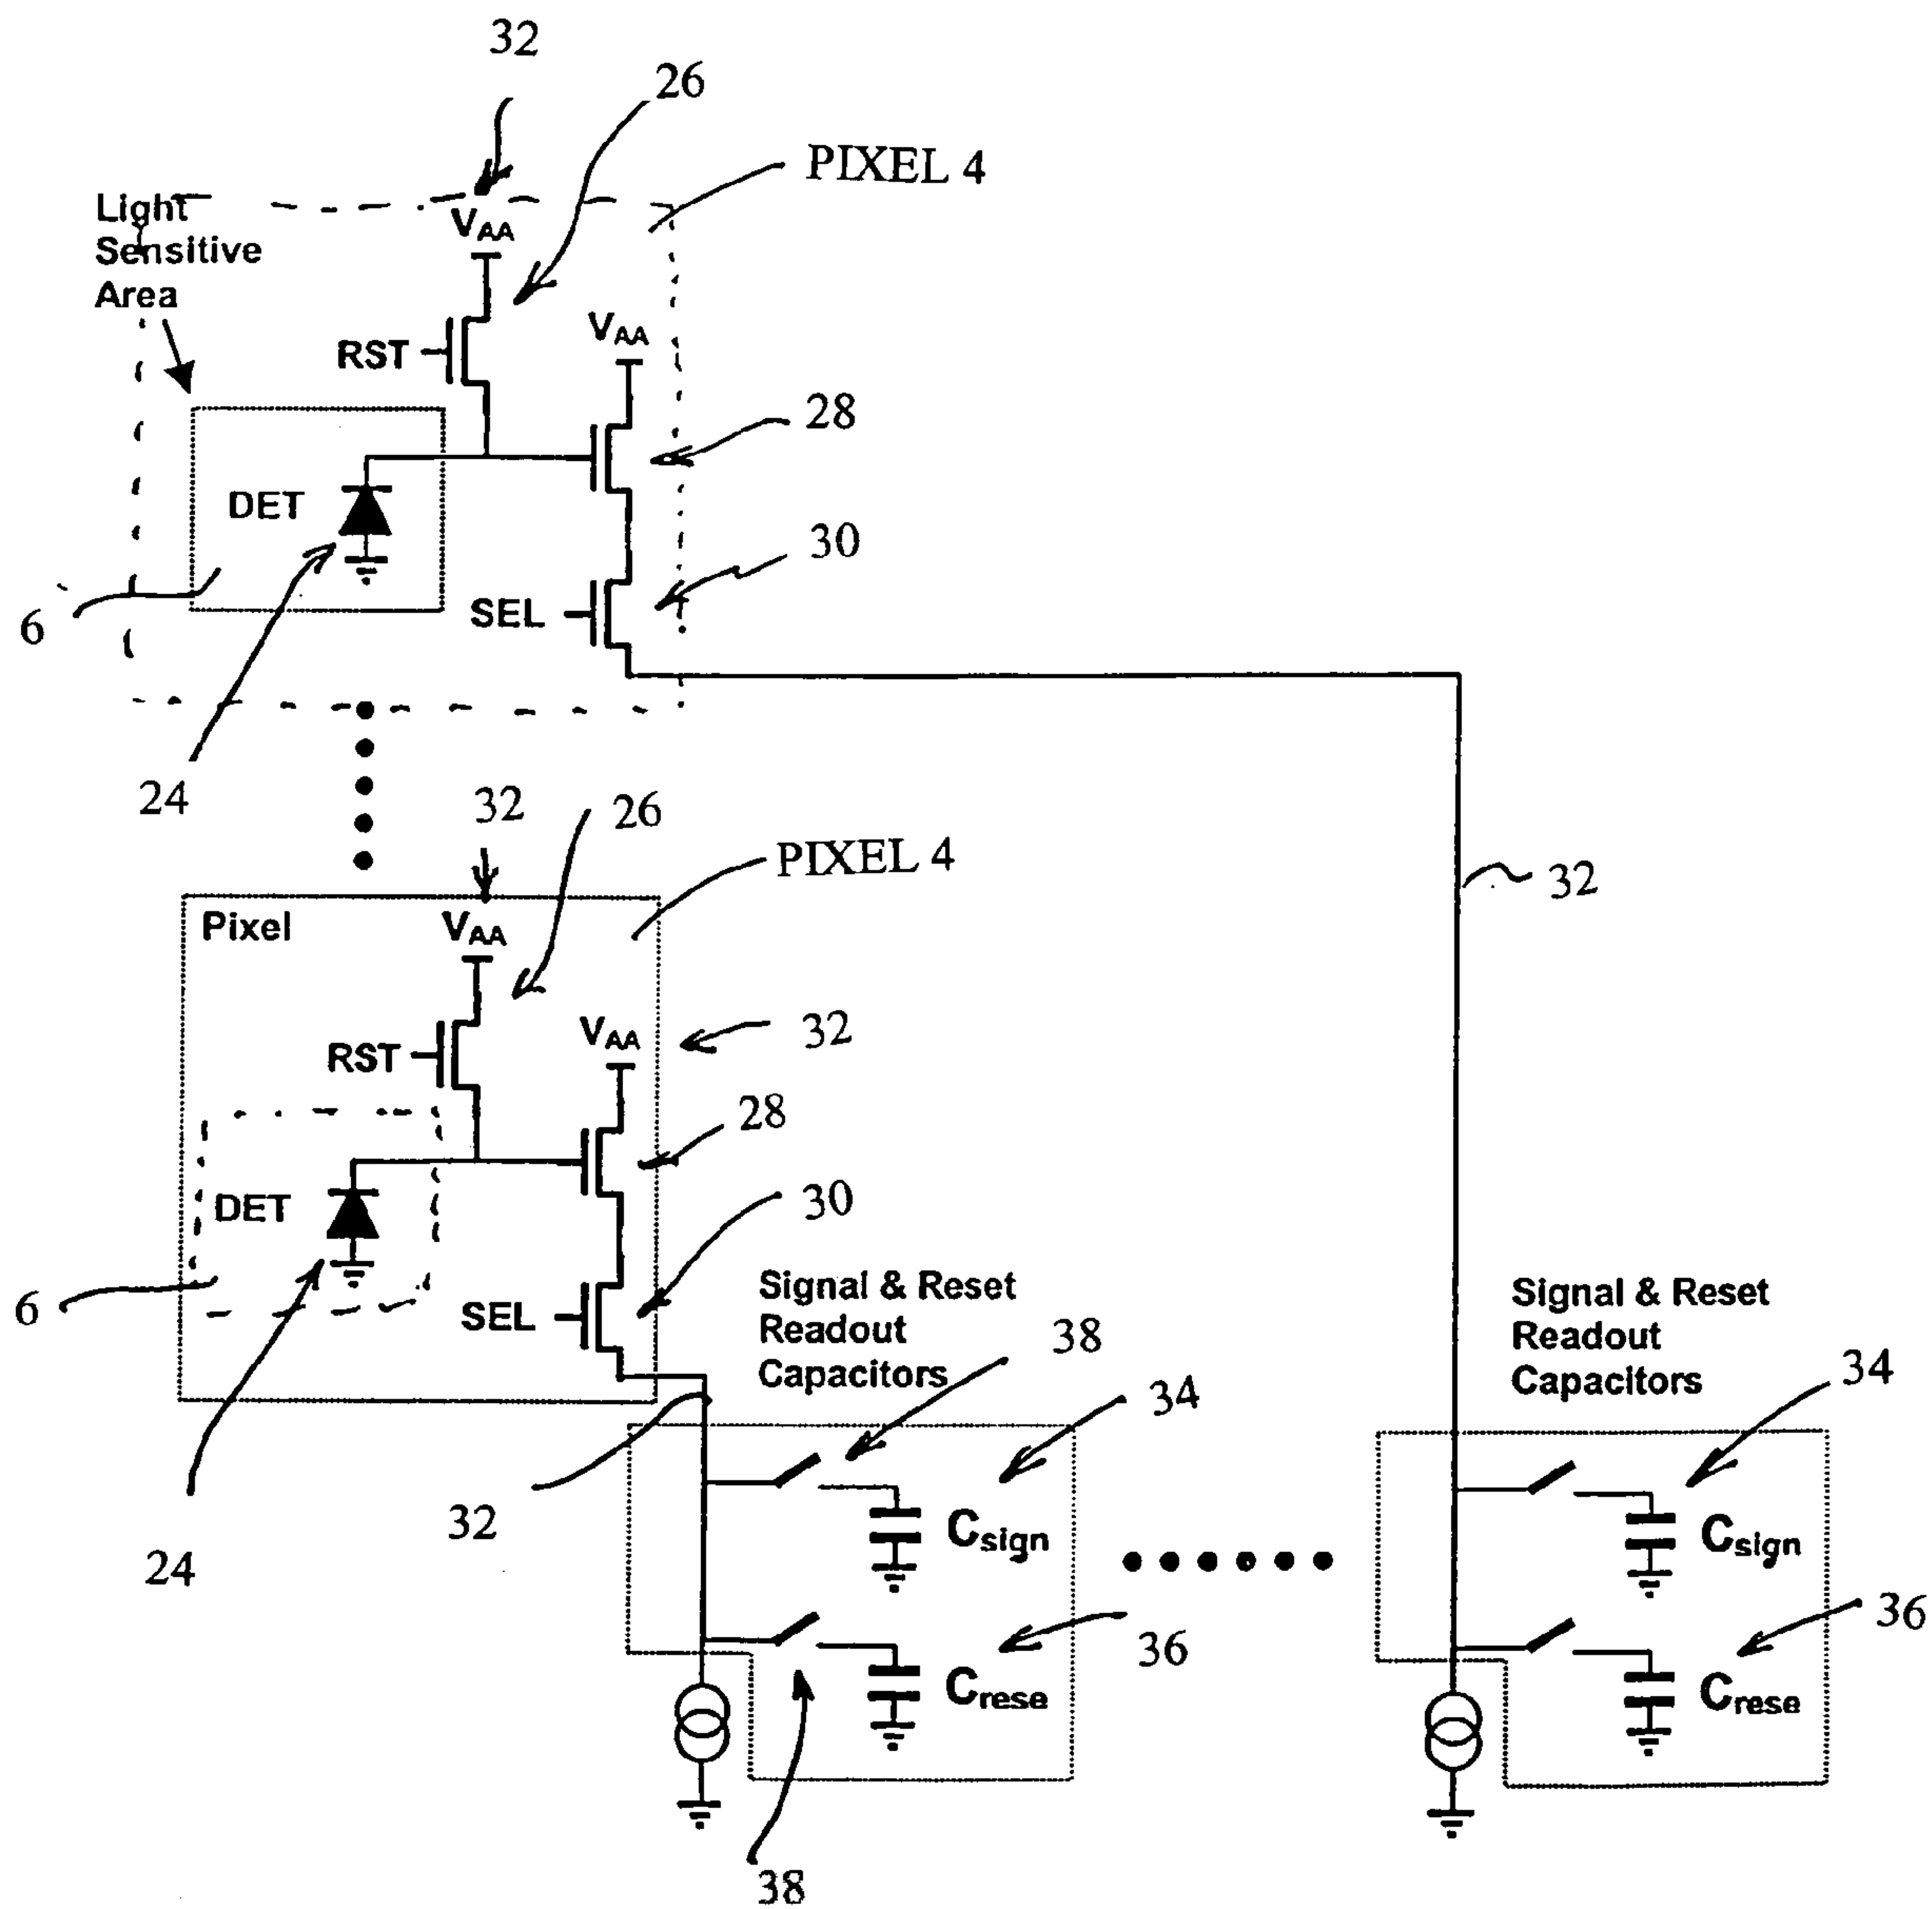 32
26
PIXEL 4
Light
Sensitive
Area
VAA
RST
VAA
28
DET
30
SEL
6
24
32
26
PIXEL 4
32
Pixel
VAA
32
RST
VAA
28
DET
30
6
SEL
Signal & Reset
Readout
Capacitors
38
34
Signal & Reset
Readout
Capacitors
34
32
24
Csign
Csign
36
36
Crese
Crese
38